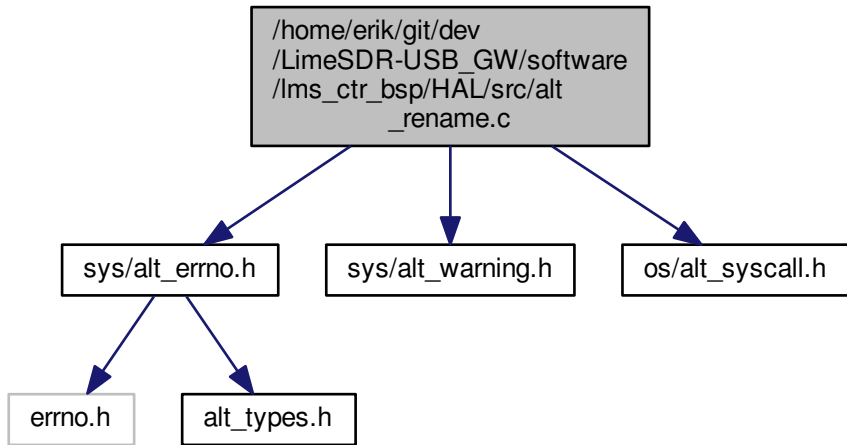 /home/erik/git/dev
/LimeSDR-USB_GW/software
/lms_ctr_bsp/HAL/src/alt
_rename.c
sys/alt_errno.h
sys/alt_warning.h
os/alt_syscall.h
errno.h
alt_types.h